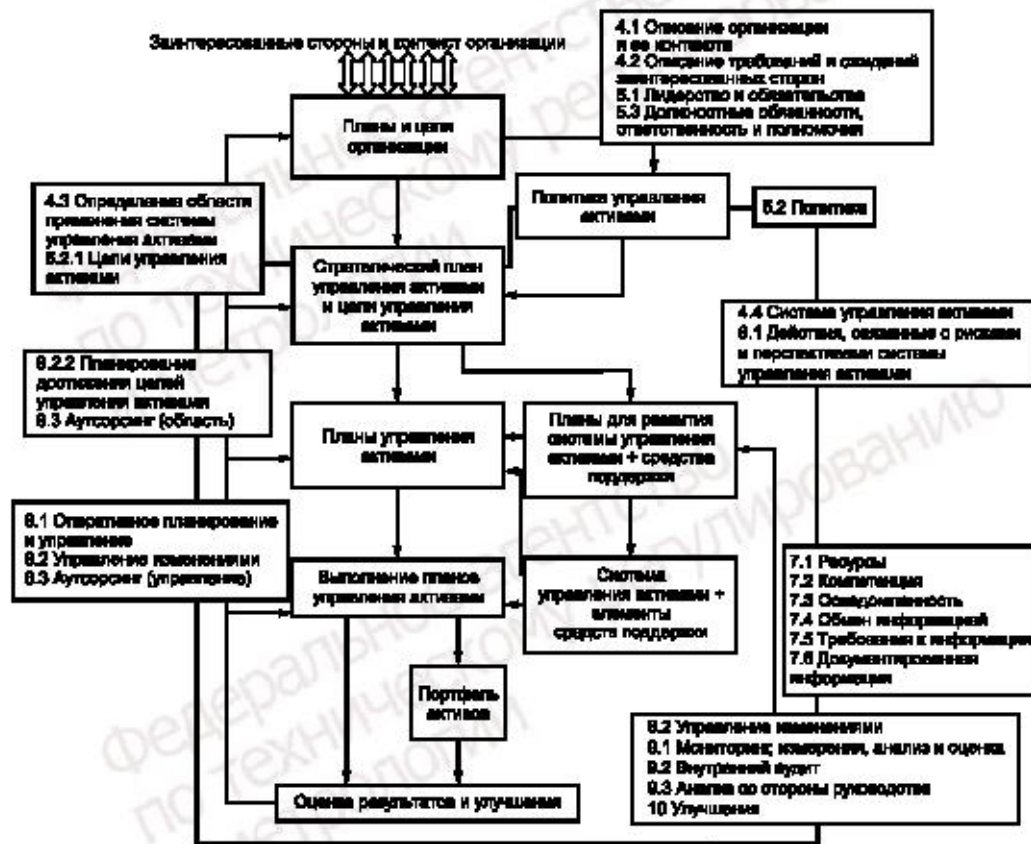 Заинтересованные стороны и контекст организации
4.1 Описание организации
и ее контекста
4.2 Описание требований и ожиданий
заинтересованных сторон
5.1 Лидерство и обязательства
5.3 Должностные обязанности,
ответственность и полномочия
Планы и цели
организации
4.3 Определение области
применения системы
управления активами
6.2.1 Цели управления
активами
Политика управления
активами
5.2 Политика
Стратегический план
управления активами
и цели управления
активами
4.4 Система управления активами
6.1 Действия, связанные с рисками
и перспективами системы
управления активами
6.2.2 Планирование
достижения целей
управления активами
8.3 Аутсорсинг (область)
Планы управления
активами
Планы для развития
системы управления
активами + средства
поддержки
8.1 Оперативное планирование
и управление
8.2 Управление изменениями
8.3 Аутсорсинг (управление)
Выполнение планов
управления активами
Система
управления активами +
элементы
средств поддержки
7.1 Ресурсы
7.2 Компетенция
7.3 Осведомленность
7.4 Обмен информацией
7.5 Требования к информации
7.6 Документированная
информация
Портфель
активов
8.2 Управление изменениями
9.1 Мониторинг, измерения, анализ и оценка
9.2 Внутренний аудит
9.3 Анализ со стороны руководства
10 Улучшения
Оценка результатов и улучшения
Федеральное агентство
по техническому регулированию
метрологии